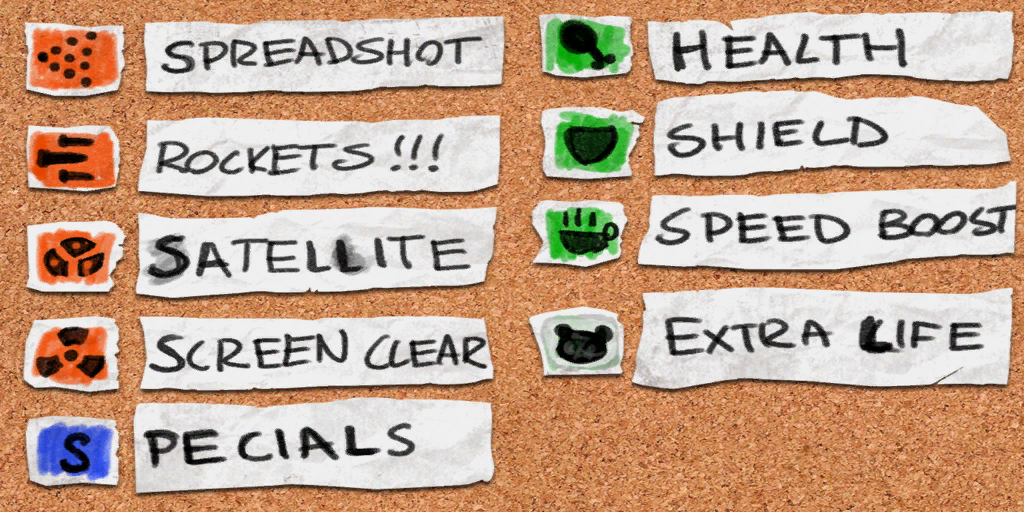 SPREADSHOT
ROCKETS !!!
SATELLITE
SCREEN CLEAR
S PECIALS
HEALTH
SHIELD
SPEED BOOST
EXTRA LIFE